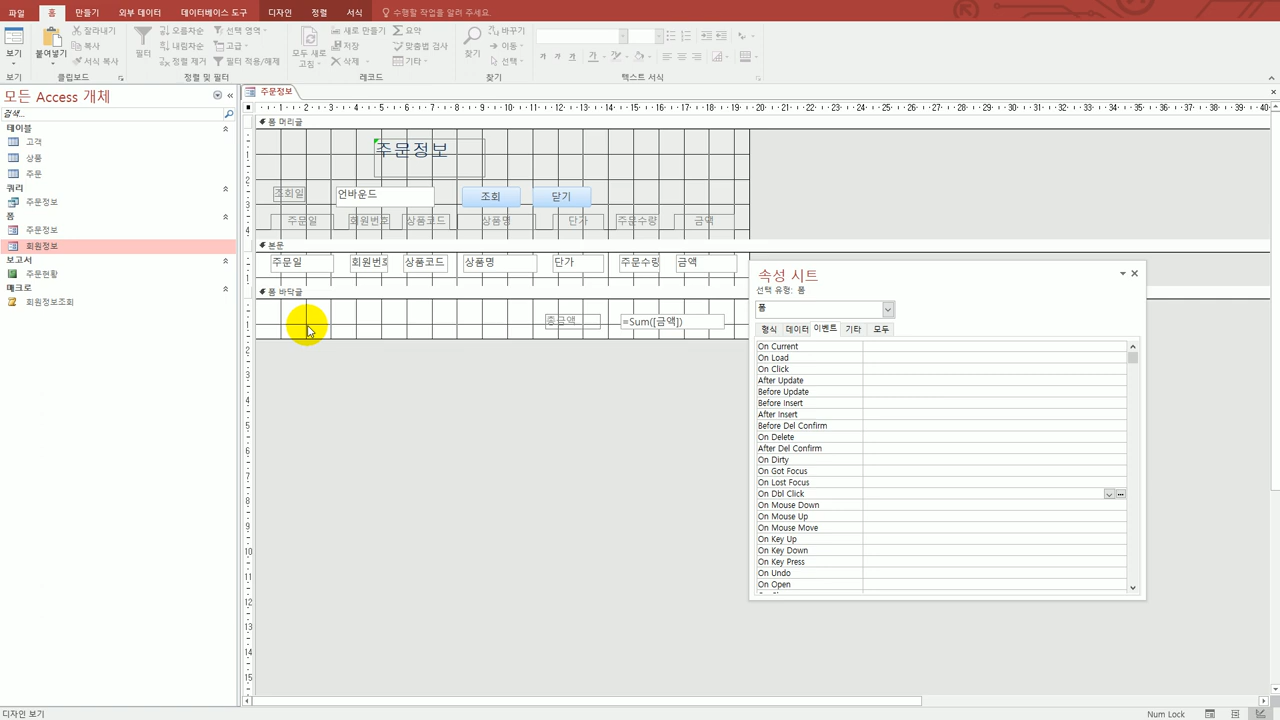 파일 홈 만들기 외부 데이터 데이터베이스 도구 디자인 정렬 서식 수행할 작업을 알려 주세요.
보기
보기
붙여넣기
잘라내기
복사
서식 복사
클립보드
필터
오름차순
내림차순
정렬 제거
선택 영역
고급
필터 적용/해제
정렬 및 필터
모두 새로
고침
새로 만들기
저장
삭제
요약
맞춤법 검사
기타
레코드
찾기
바꾸기
이동
선택
찾기
가 가 가
텍스트 서식
모든 Access 개체
검색...
테이블
고객
상품
주문
쿼리
주문정보
폼
주문정보
회원정보
보고서
주문현황
매크로
회원정보조회
주문정보
폼 머리글
주문정보
조회일 언바운드 조회 닫기
주문일 회원번호 상품코드 상품명 단가 주문수량 금액
본문
주문일 회원번호 상품코드 상품명 단가 주문수량 금액
폼 바닥글
총금액 =Sum([금액])
속성 시트
선택 유형: 폼
폼
형식 데이터 이벤트 기타 모두
On Current
On Load
On Click
After Update
Before Update
Before Insert
After Insert
Before Del Confirm
On Delete
After Del Confirm
On Dirty
On Got Focus
On Lost Focus
On Dbl Click
On Mouse Down
On Mouse Up
On Mouse Move
On Key Up
On Key Down
On Key Press
On Undo
On Open
디자인 보기
Num Lock